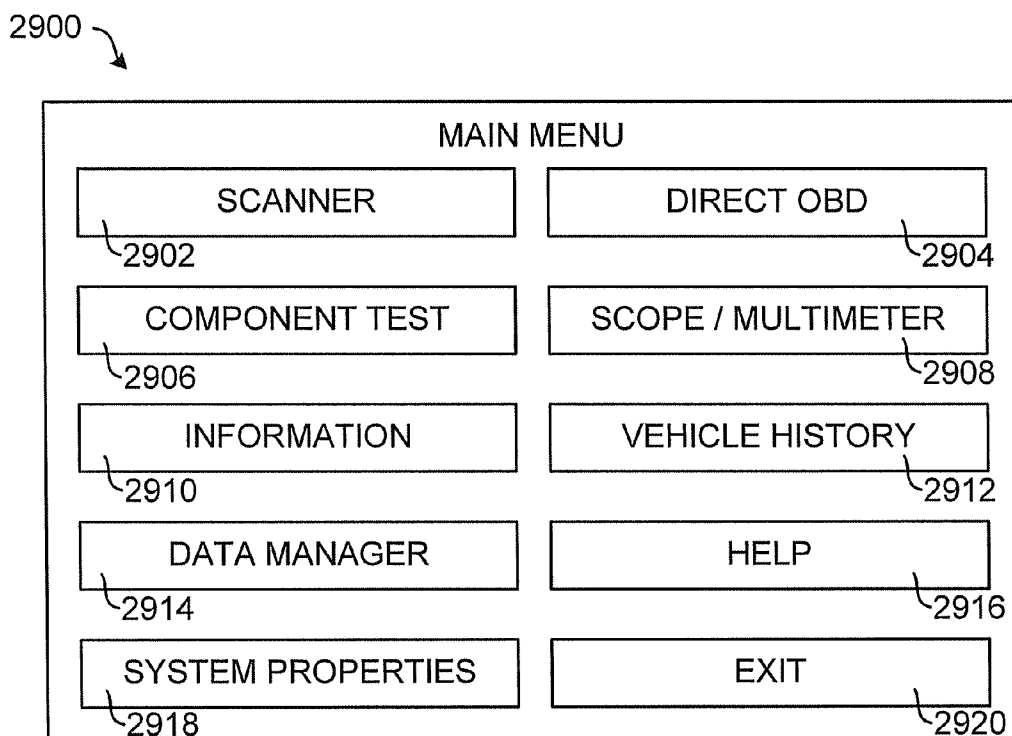 2900
MAIN MENU
SCANNER
DIRECT OBD
2902
2904
COMPONENT TEST
SCOPE / MULTIMETER
2906
2908
INFORMATION
VEHICLE HISTORY
2910
2912
DATA MANAGER
HELP
2914
2916
SYSTEM PROPERTIES
EXIT
2918
2920